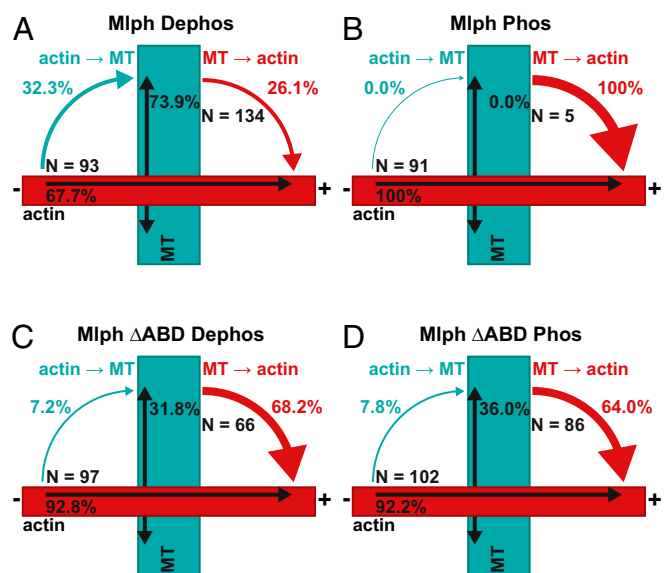 A
Mlph Dephos
actin → MT
MT → actin
32.3%
73.9%
26.1%
N = 134
N = 93
-
67.7%
+
actin
MT
B
Mlph Phos
actin → MT
MT → actin
0.0%
0.0%
100%
N = 5
N = 91
-
100%
+
actin
MT
C
Mlph ΔABD Dephos
actin → MT
MT → actin
7.2%
31.8%
68.2%
N = 66
N = 97
-
92.8%
+
actin
MT
D
Mlph ΔABD Phos
actin → MT
MT → actin
7.8%
36.0%
64.0%
N = 86
N = 102
-
92.2%
+
actin
MT